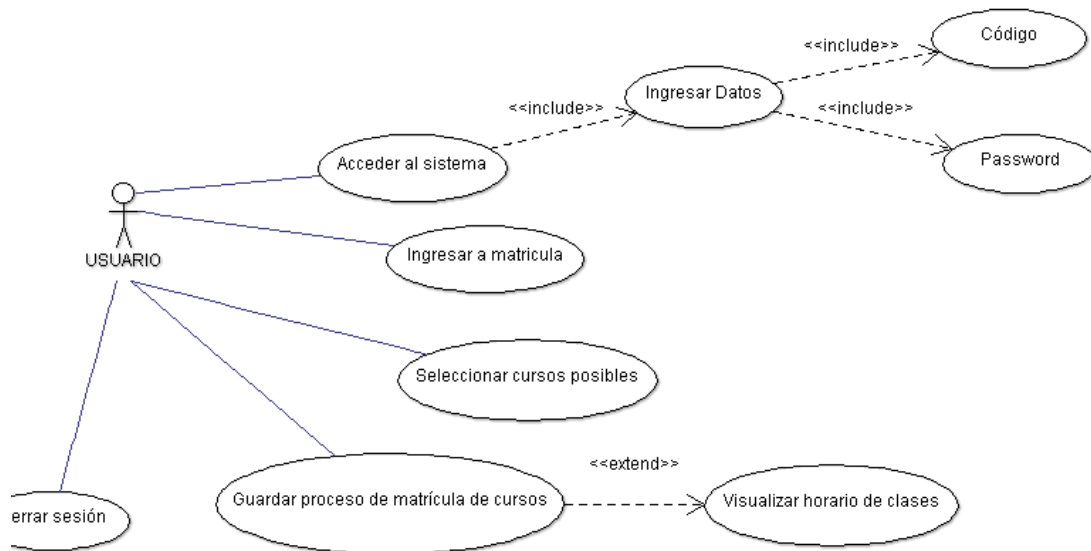 Código
<<include>>
Ingresar Datos
<<include>>
<<include>>
Acceder al sistema
Password
Ingresar a matricula
USUARIO
Seleccionar cursos posibles
<<extend>>
Guardar proceso de matrícula de cursos
Visualizar horario de clases
errar sesión